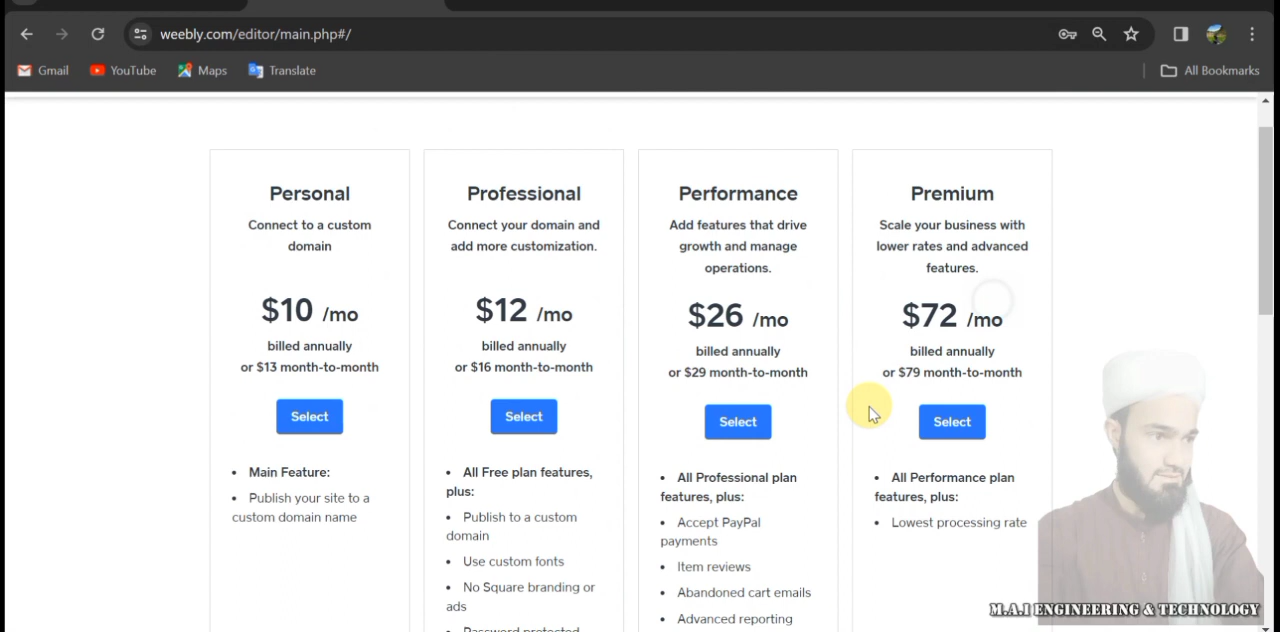 weebly.com/editor/main.php#/
Gmail
YouTube
Maps
Translate
All Bookmarks
Personal
Connect to a custom
domain
$10 /mo
billed annually
or $13 month-to-month
Select
• Main Feature:
• Publish your site to a
custom domain name
Professional
Connect your domain and
add more customization.
$12 /mo
billed annually
or $16 month-to-month
Select
• All Free plan features,
plus:
• Publish to a custom
domain
• Use custom fonts
• No Square branding or
ads
• Password protected
Performance
Add features that drive
growth and manage
operations.
$26 /mo
billed annually
or $29 month-to-month
Select
• All Professional plan
features, plus:
• Accept PayPal
payments
• Item reviews
• Abandoned cart emails
• Advanced reporting
Premium
Scale your business with
lower rates and advanced
features.
$72 /mo
billed annually
or $79 month-to-month
Select
• All Performance plan
features, plus:
• Lowest processing rate
M.A.I ENGINEERING & TECHNOLOGY